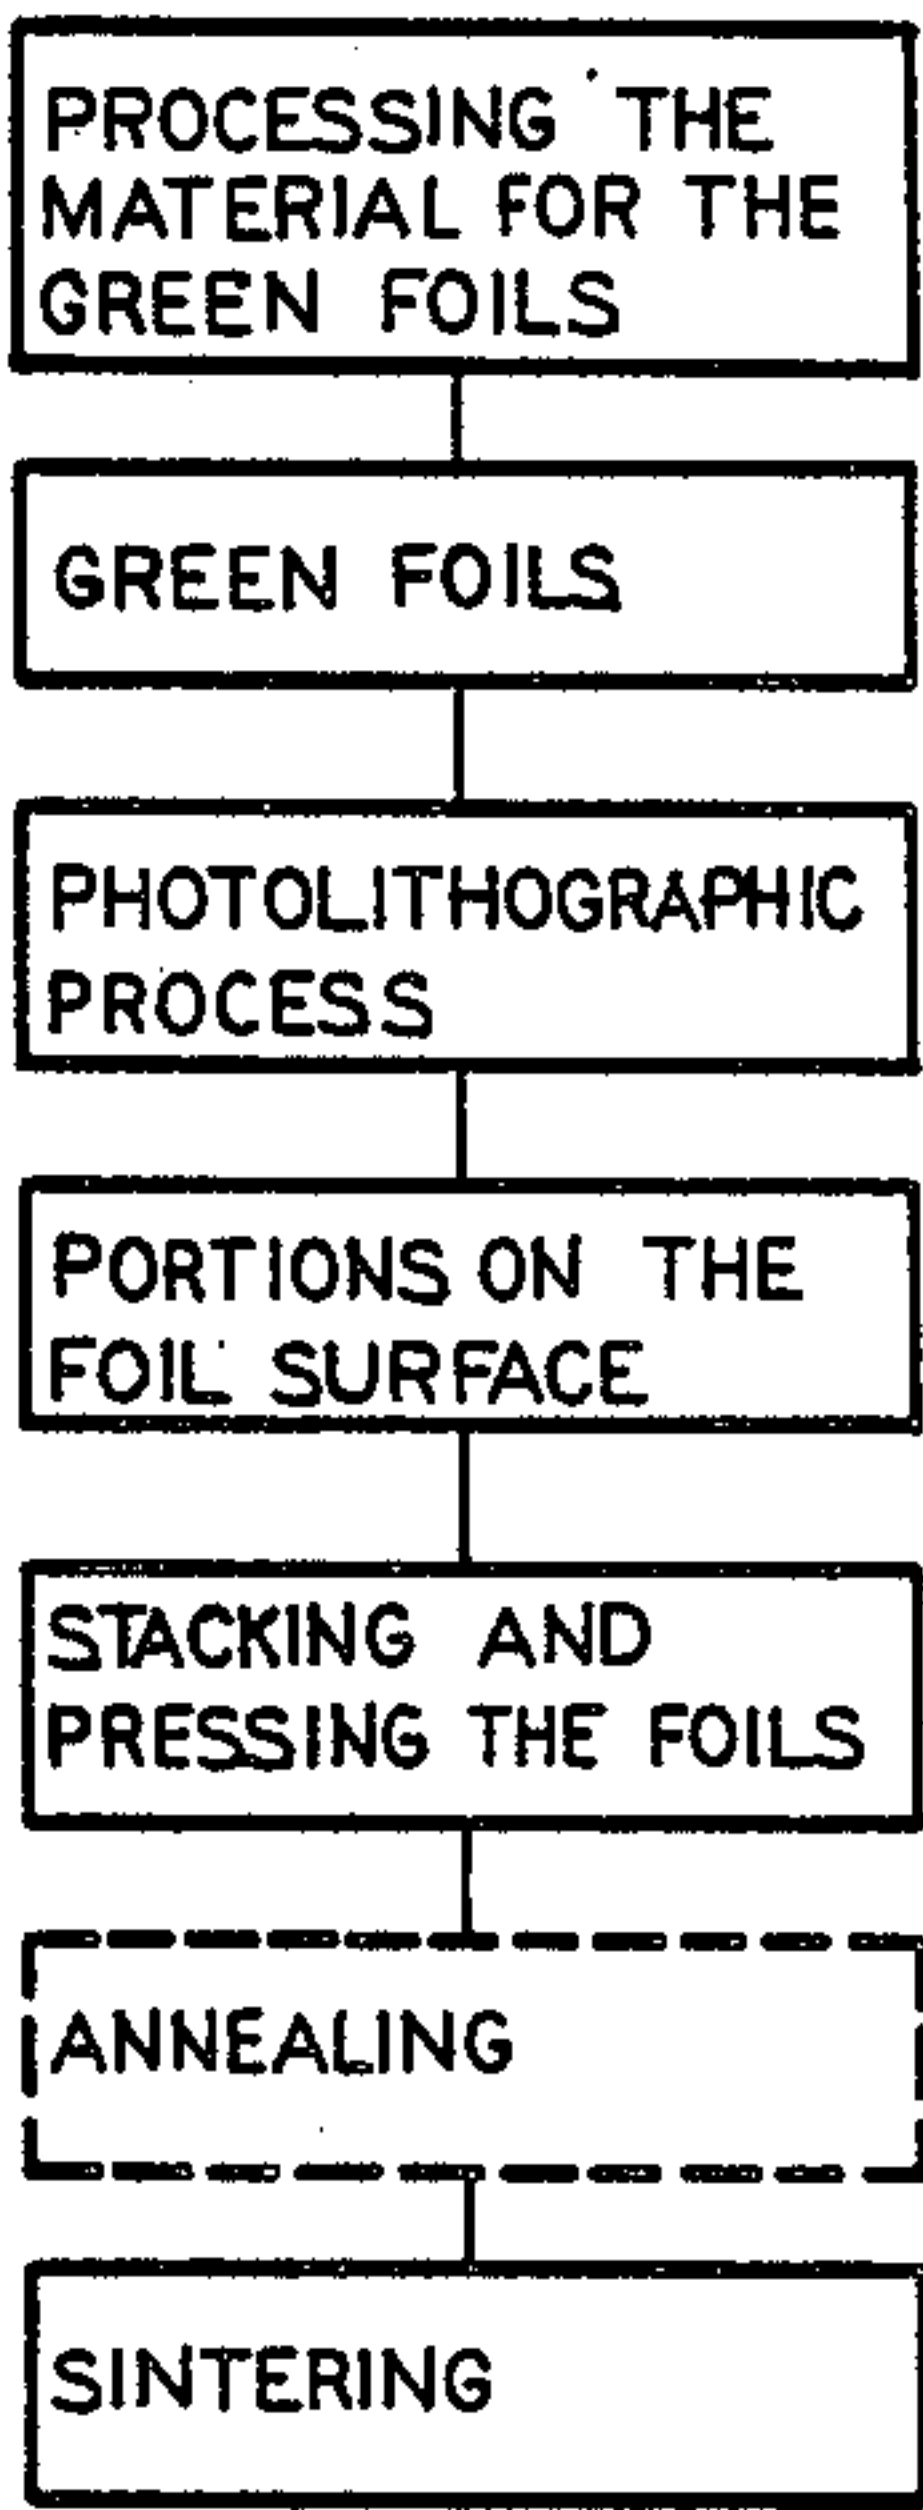 PROCESSING THE
MATERIAL FOR THE
GREEN FOILS
GREEN FOILS
PHOTOLITHOGRAPHIC
PROCESS
PORTIONS ON THE
FOIL SURFACE
STACKING AND
PRESSING THE FOILS
ANNEALING
SINTERING